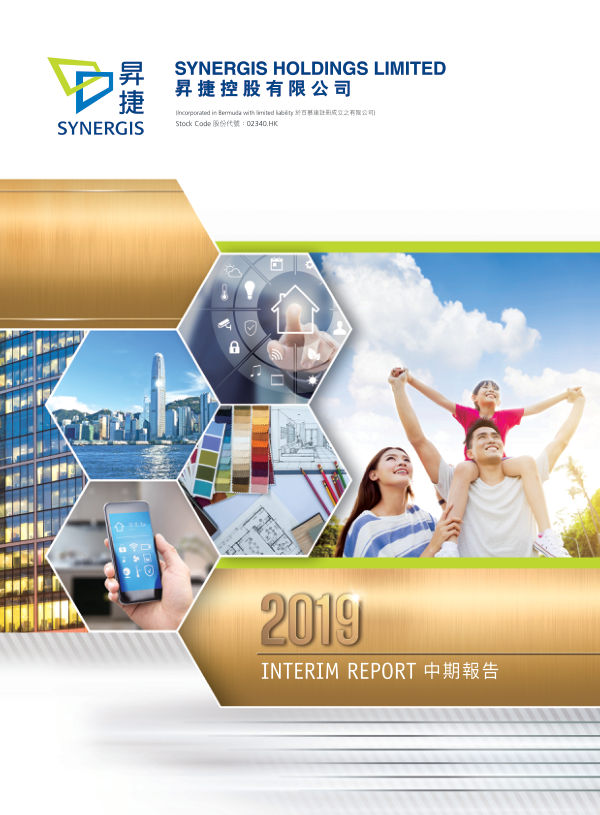 昇捷
SYNERGIS
SYNERGIS HOLDINGS LIMITED
昇捷控股有限公司
(Incorporated in Bermuda with limited liability 於百慕達註冊成立之有限公司)
Stock Code 股份代號：02340.HK
2019
INTERIM REPORT 中期報告